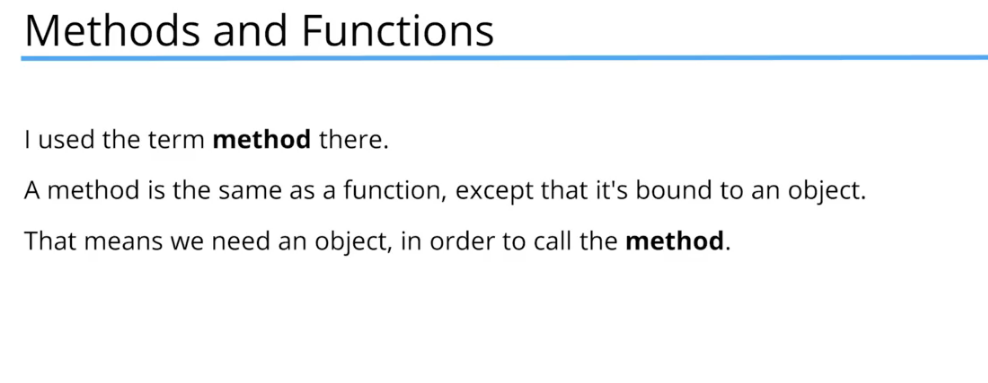 Methods and Functions
I used the term method there.
A method is the same as a function, except that it's bound to an object.
That means we need an object, in order to call the method.